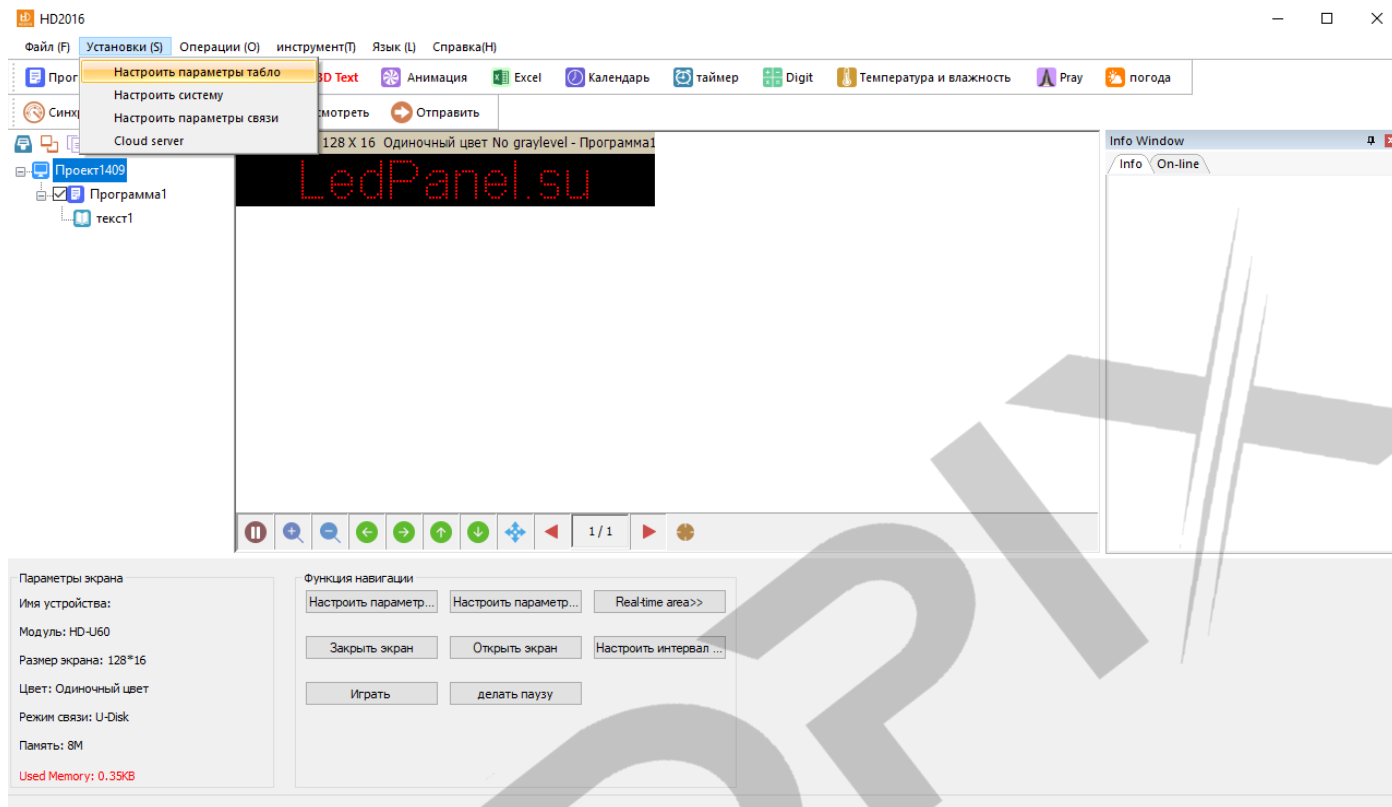 HD2016
Файл (F) Установки (S) Операции (O) инструмент(T) Язык (L) Справка(H)
Настроить параметры табло
Настроить систему
Настроить параметры связи
Cloud server
Прог 3D Text Анимация Excel Календарь таймер Digit Температура и влажность Pray погода
Синх смотреть Отправить
128 X 16 Одиночный цвет No graylevel - Программа1
Info Window
Info On-line
Проект1409
Программа1
текст1
LedPanel.su
1 / 1
Параметры экрана
Имя устройства:
Модуль: HD-U60
Размер экрана: 128*16
Цвет: Одиночный цвет
Режим связи: U-Disk
Память: 8M
Used Memory: 0.35KB
Функция навигации
Настроить параметр... Настроить параметр... Real-time area>>
Закрыть экран Открыть экран Настроить интервал ...
Играть делать паузу